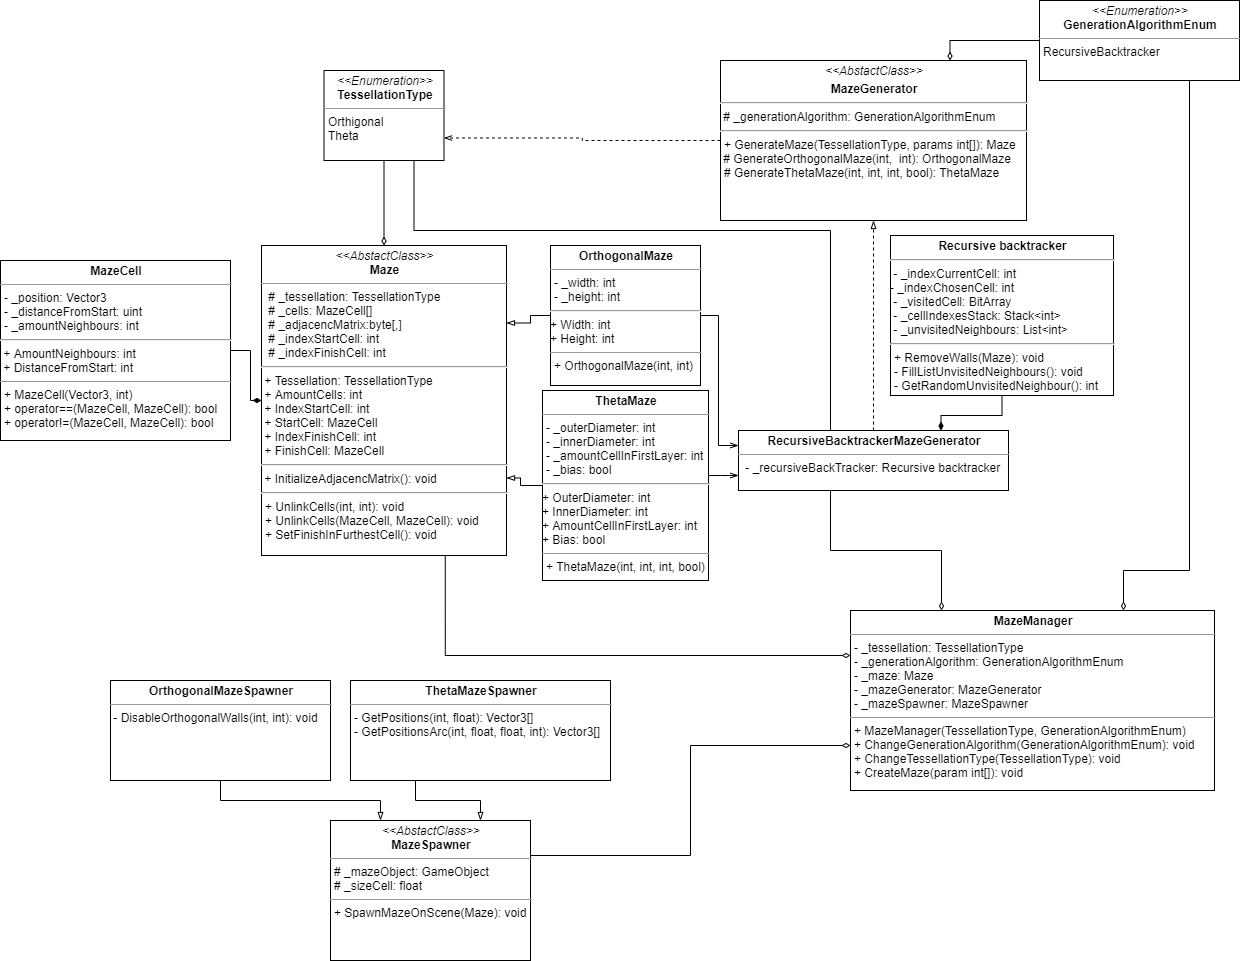 <<Enumeration>>
GenerationAlgorithmEnum
RecursiveBacktracker
<<AbstactClass>>
MazeGenerator
# _generationAlgorithm: GenerationAlgorithmEnum
+ GenerateMaze(TessellationType, params int[]): Maze
# GenerateOrthogonalMaze(int, int): OrthogonalMaze
# GenerateThetaMaze(int, int, int, bool): ThetaMaze
<<Enumeration>>
TessellationType
Orthigonal
Theta
MazeCell
- _position: Vector3
- _distanceFromStart: uint
- _amountNeighbours: int
+ AmountNeighbours: int
+ DistanceFromStart: int
+ MazeCell(Vector3, int)
+ operator==(MazeCell, MazeCell): bool
+ operator!=(MazeCell, MazeCell): bool
<<AbstactClass>>
Maze
# _tessellation: TessellationType
# _cells: MazeCell[]
# _adjacencMatrix:byte[,]
# _indexStartCell: int
# _indexFinishCell: int
+ Tessellation: TessellationType
+ AmountCells: int
+ IndexStartCell: int
+ StartCell: MazeCell
+ IndexFinishCell: int
+ FinishCell: MazeCell
+ InitializeAdjacencMatrix(): void
+ UnlinkCells(int, int): void
+ UnlinkCells(MazeCell, MazeCell): void
+ SetFinishInFurthestCell(): void
OrthogonalMaze
- _width: int
- _height: int
+ Width: int
+ Height: int
+ OrthogonalMaze(int, int)
ThetaMaze
- _outerDiameter: int
- _innerDiameter: int
- _amountCellInFirstLayer: int
- _bias: bool
+ OuterDiameter: int
+ InnerDiameter: int
+ AmountCellInFirstLayer: int
+ Bias: bool
+ ThetaMaze(int, int, int, bool)
Recursive backtracker
- _indexCurrentCell: int
- _indexChosenCell: int
- _visitedCell: BitArray
- _cellIndexesStack: Stack<int>
- _unvisitedNeighbours: List<int>
+ RemoveWalls(Maze): void
- FillListUnvisitedNeighbours(): void
- GetRandomUnvisitedNeighbour(): int
RecursiveBacktrackerMazeGenerator
- _recursiveBackTracker: Recursive backtracker
MazeManager
- _tessellation: TessellationType
- _generationAlgorithm: GenerationAlgorithmEnum
- _maze: Maze
- _mazeGenerator: MazeGenerator
- _mazeSpawner: MazeSpawner
+ MazeManager(TessellationType, GenerationAlgorithmEnum)
+ ChangeGenerationAlgorithm(GenerationAlgorithmEnum): void
+ ChangeTessellationType(TessellationType): void
+ CreateMaze(param int[]): void
OrthogonalMazeSpawner
- DisableOrthogonalWalls(int, int): void
ThetaMazeSpawner
- GetPositions(int, float): Vector3[]
- GetPositionsArc(int, float, float, int): Vector3[]
<<AbstactClass>>
MazeSpawner
# _mazeObject: GameObject
# _sizeCell: float
+ SpawnMazeOnScene(Maze): void